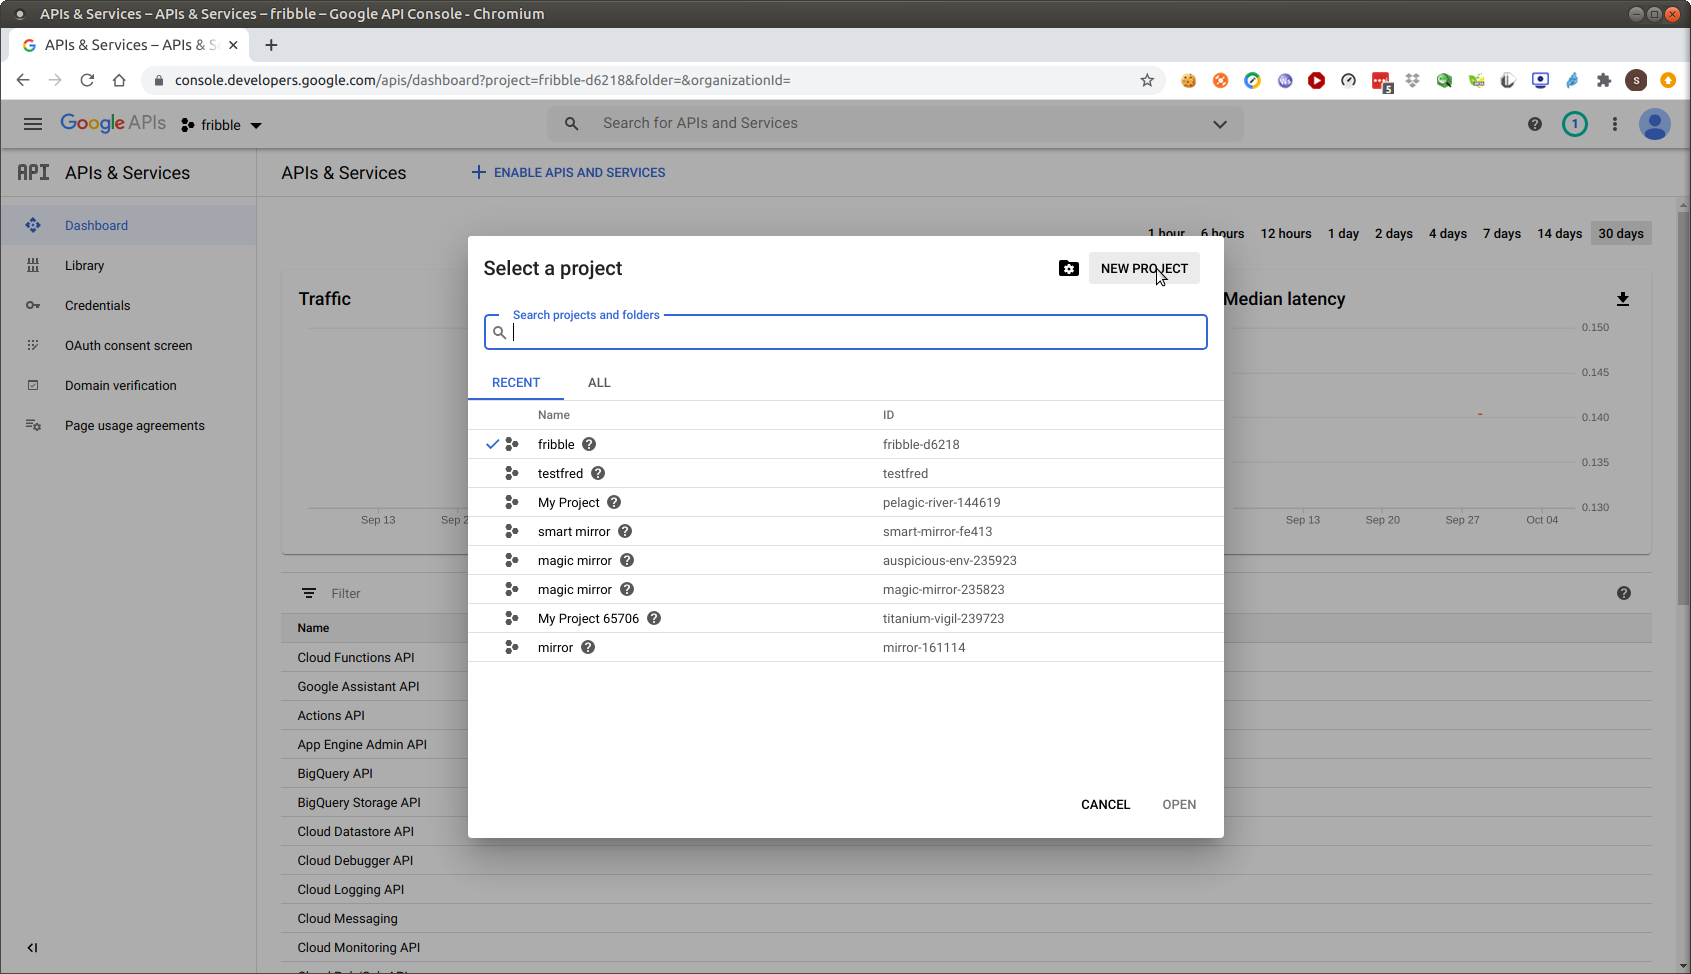 APIs & Services – APIs & Services – fribble – Google API Console - Chromium
APIs & Services – APIs & S
console.developers.google.com/apis/dashboard?project=fribble-d6218&folder=&organizationId=
5
S
Google APIs
fribble
Search for APIs and Services
1
API
APIs & Services
APIs & Services
ENABLE APIS AND SERVICES
Dashboard
Library
Credentials
OAuth consent screen
Domain verification
Page usage agreements
1 hour
6 hours
12 hours
1 day
2 days
4 days
7 days
14 days
30 days
Traffic
Sep 13
Sep 2
Select a project
NEW PROJECT
Search projects and folders
RECENT
ALL
Name ID
fribble fribble-d6218
testfred testfred
My Project pelagic-river-144619
smart mirror smart-mirror-fe413
magic mirror auspicious-env-235923
magic mirror magic-mirror-235823
My Project 65706 titanium-vigil-239723
mirror mirror-161114
CANCEL
OPEN
Median latency
0.150
0.145
0.140
0.135
0.130
Sep 13
Sep 20
Sep 27
Oct 04
Filter
Name
Cloud Functions API
Google Assistant API
Actions API
App Engine Admin API
BigQuery API
BigQuery Storage API
Cloud Datastore API
Cloud Debugger API
Cloud Logging API
Cloud Messaging
Cloud Monitoring API